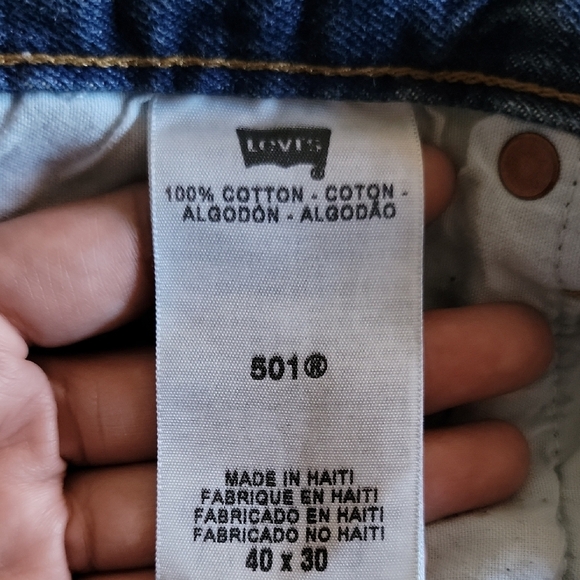 LEVI'S®
100% COTTON - COTON -
ALGODÓN - ALGODÃO
501®
MADE IN HAITI
FABRIQUE EN HAITI
FABRICADO EN HAITI
FABRICADO NO HAITI
40 x 30